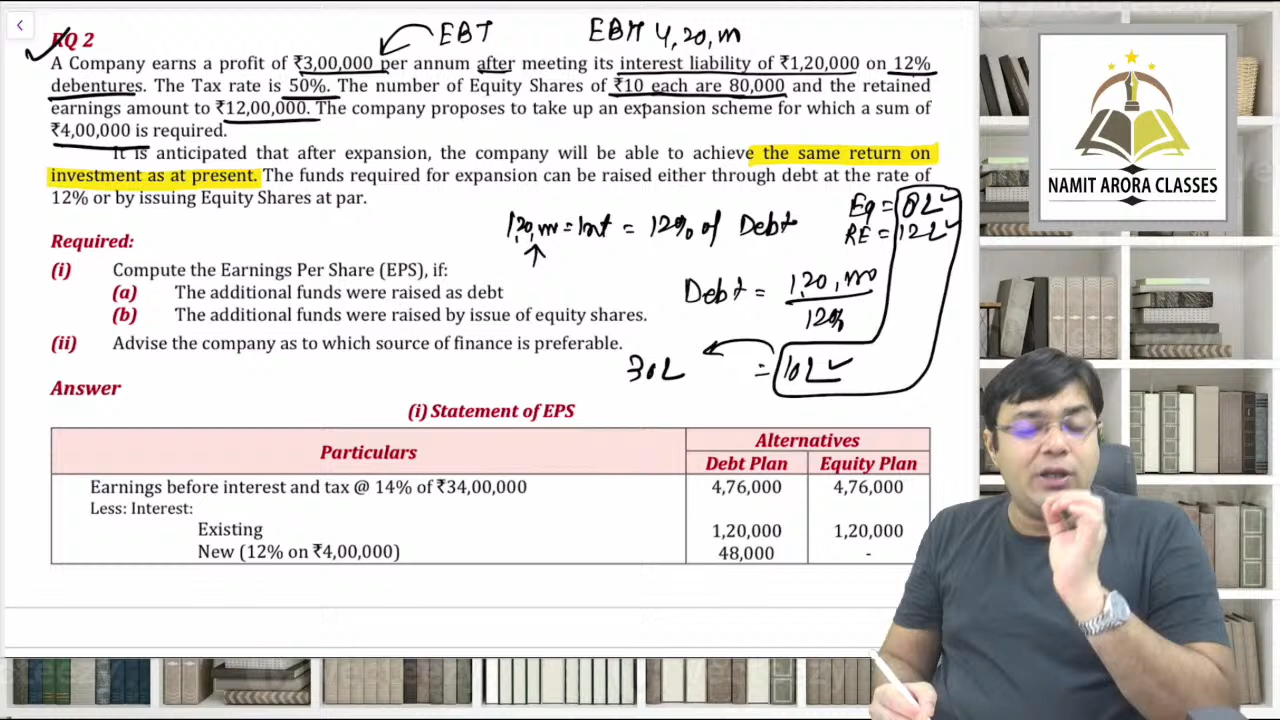 RQ 2
EBT
EBIT 4,20,000
A Company earns a profit of ₹3,00,000 per annum after meeting its interest liability of ₹1,20,000 on 12%
debentures. The Tax rate is 50%. The number of Equity Shares of ₹10 each are 80,000 and the retained
earnings amount to ₹12,00,000. The company proposes to take up an expansion scheme for which a sum of
₹4,00,000 is required.
It is anticipated that after expansion, the company will be able to achieve the same return on
investment as at present. The funds required for expansion can be raised either through debt at the rate of
12% or by issuing Equity Shares at par.
Eq = 8L
RE = 12L
1,20,000 = Int = 12% of Debt
Required:
(i) Compute the Earnings Per Share (EPS), if:
(a) The additional funds were raised as debt
(b) The additional funds were raised by issue of equity shares.
(ii) Advise the company as to which source of finance is preferable.
Debt = 1,20,000
12%
30L = 10L
Answer
(i) Statement of EPS
Particulars Alternatives
Debt Plan Equity Plan
Earnings before interest and tax @ 14% of ₹34,00,000 4,76,000 4,76,000
Less: Interest:
Existing 1,20,000 1,20,000
New (12% on ₹4,00,000) 48,000 -
NAMIT ARORA CLASSES